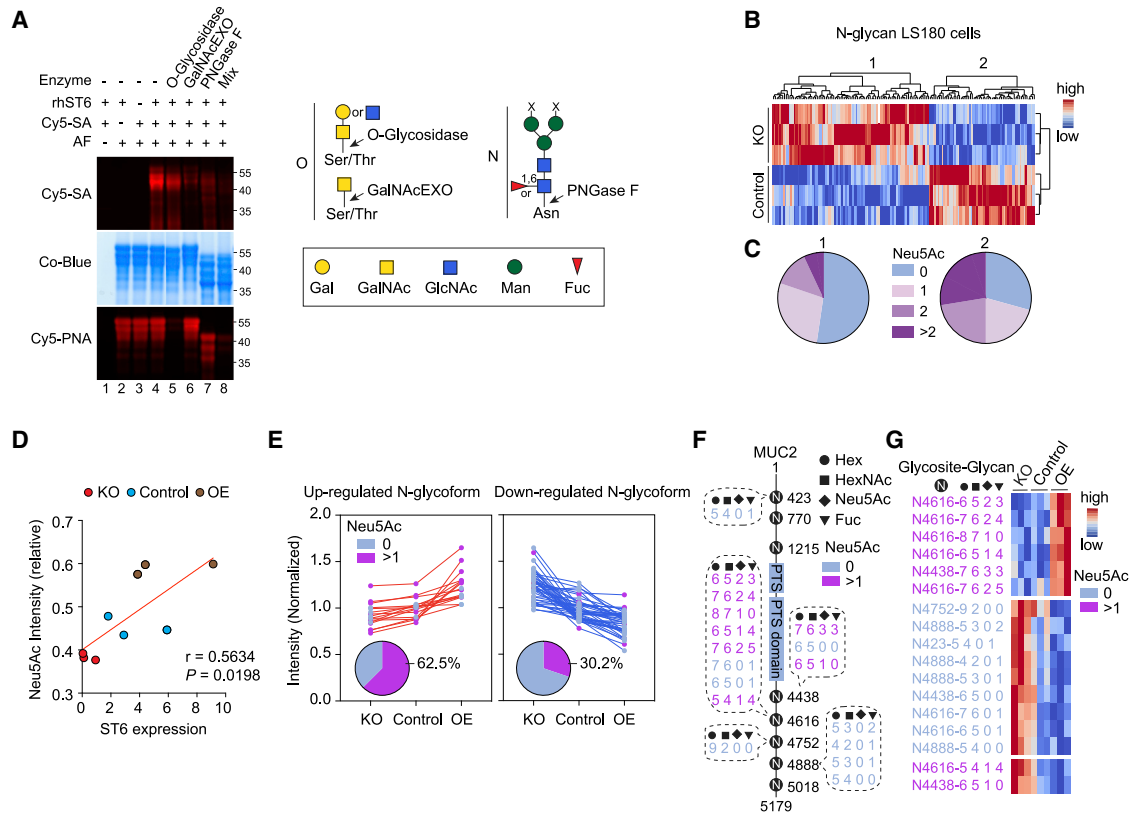 A
Enzyme - - - - O-Glycosidase GalNAcEXO PNGase F Mix
rhST6 + + - + + + + +
Cy5-SA + - + + + + + +
AF - + + + + + + +
Cy5-SA
55
40
35
Co-Blue
55
40
35
Cy5-PNA
55
40
35
1 2 3 4 5 6 7 8
O
or
O-Glycosidase
Ser/Thr
GalNAcEXO
Ser/Thr
N
X X
1,6
or
PNGase F
Asn
Gal GalNAc GlcNAc Man Fuc
B
N-glycan LS180 cells
1 2
KO
Control
high
low
C
1 2
Neu5Ac
0
1
2
>2
D
KO Control OE
Neu5Ac Intensity (relative)
0.7
0.6
0.5
0.4
0.3
r = 0.5634
P = 0.0198
0 2 4 6 8 10
ST6 expression
E
Up-regulated N-glycoform Down-regulated N-glycoform
Intensity (Normalized)
2.0
1.5
1.0
0.5
0.0
Neu5Ac
0
>1
62.5%
30.2%
KO Control OE KO Control OE
F
MUC2
1
N 423
N 770
N 1215
PTS
PTS domain
N 4438
N 4616
N 4752
N 4888
N 5018
5179
Hex
HexNAc
Neu5Ac
Fuc
Neu5Ac
0
>1
5 4 0 1
6 5 2 3
7 6 2 4
8 7 1 0
6 5 1 4
7 6 2 5
7 6 0 1
6 5 0 1
5 4 1 4
7 6 3 3
6 5 0 0
6 5 1 0
9 2 0 0
5 3 0 2
4 2 0 1
5 3 0 1
5 4 0 0
G
Glycosite-Glycan
N
KO Control OE
N4616-6 5 2 3
N4616-7 6 2 4
N4616-8 7 1 0
N4616-6 5 1 4
N4438-7 6 3 3
N4616-7 6 2 5
N4752-9 2 0 0
N4888-5 3 0 2
N423-5 4 0 1
N4888-4 2 0 1
N4888-5 3 0 1
N4438-6 5 0 0
N4616-7 6 0 1
N4616-6 5 0 1
N4888-5 4 0 0
N4616-5 4 1 4
N4438-6 5 1 0
high
low
Neu5Ac
0
>1